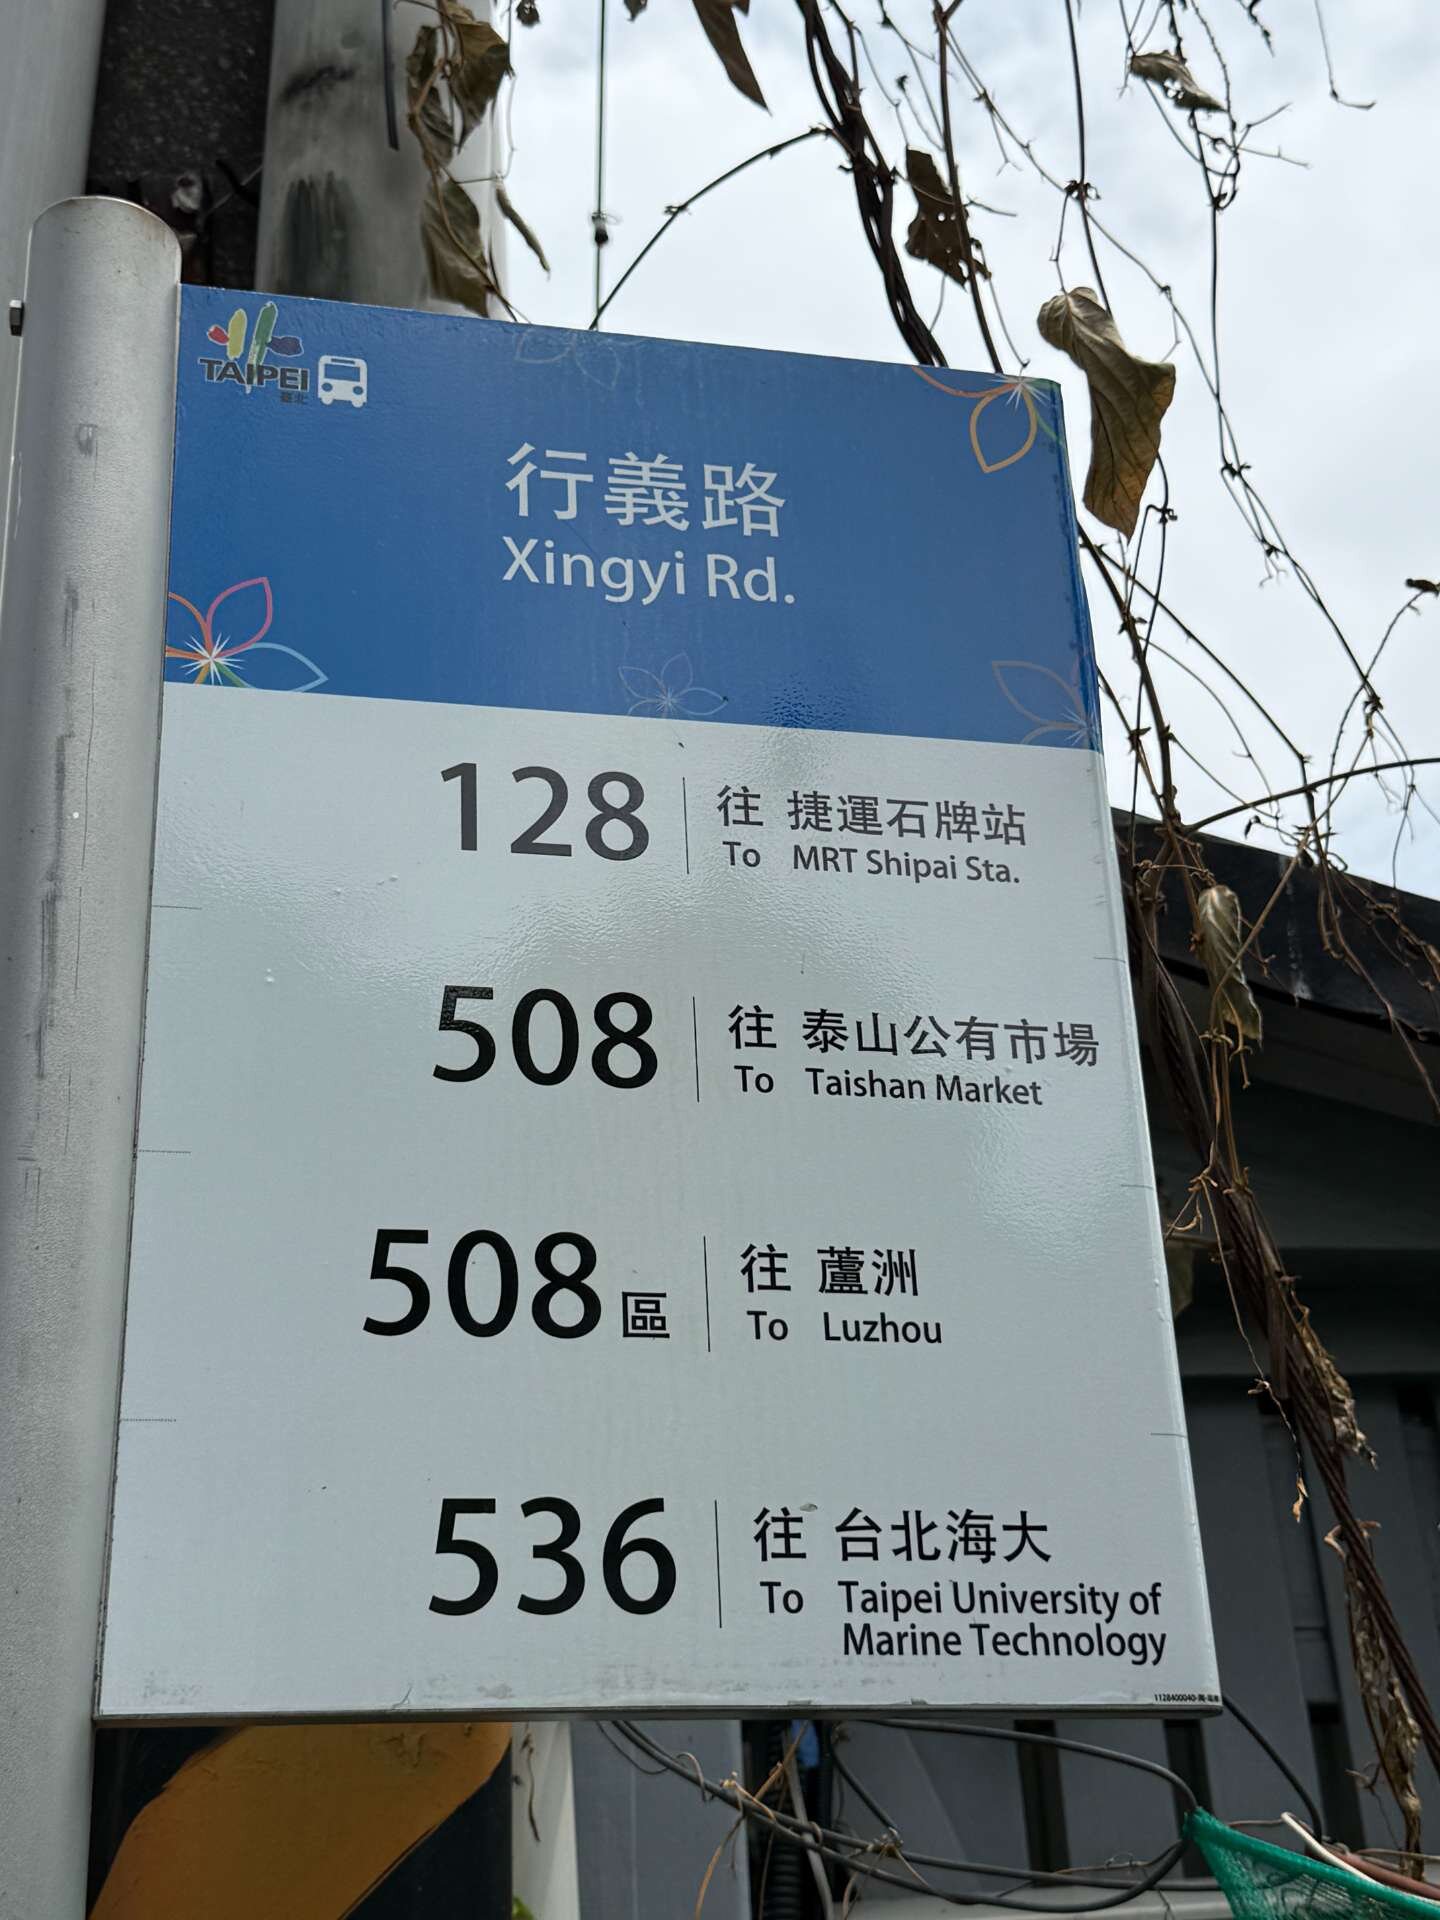 TAIPEI
臺北
行義路
Xingyi Rd.
128
往 捷運石牌站
To MRT Shipai Sta.
508
往 泰山公有市場
To Taishan Market
508區
往 蘆洲
To Luzhou
536
往 台北海大
To Taipei University of
Marine Technology